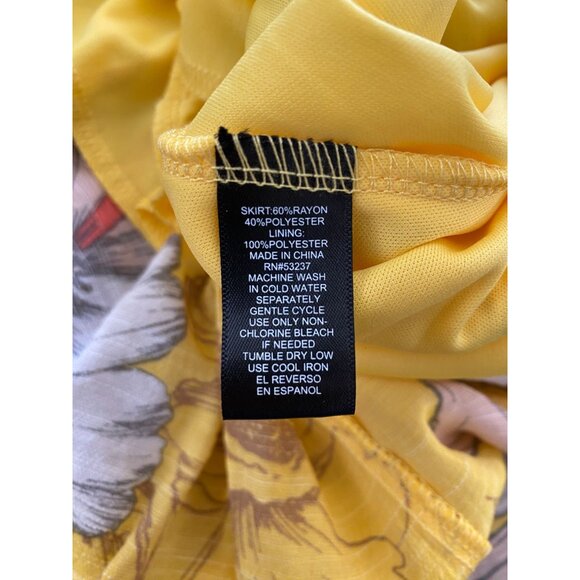 SKIRT:60%RAYON
40%POLYESTER
LINING:
100%POLYESTER
MADE IN CHINA
RN#53237
MACHINE WASH
IN COLD WATER
SEPARATELY
GENTLE CYCLE
USE ONLY NON-
CHLORINE BLEACH
IF NEEDED
TUMBLE DRY LOW
USE COOL IRON
EL REVERSO
EN ESPANOL